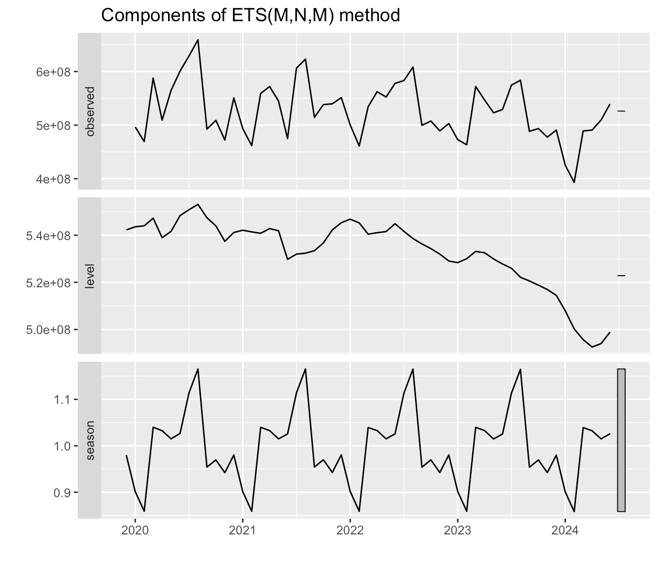 Components of ETS(M,N,M) method
6e+08
5e+08
4e+08
observed
5.4e+08
5.2e+08
5.0e+08
level
1.1
1.0
0.9
season
2020 2021 2022 2023 2024